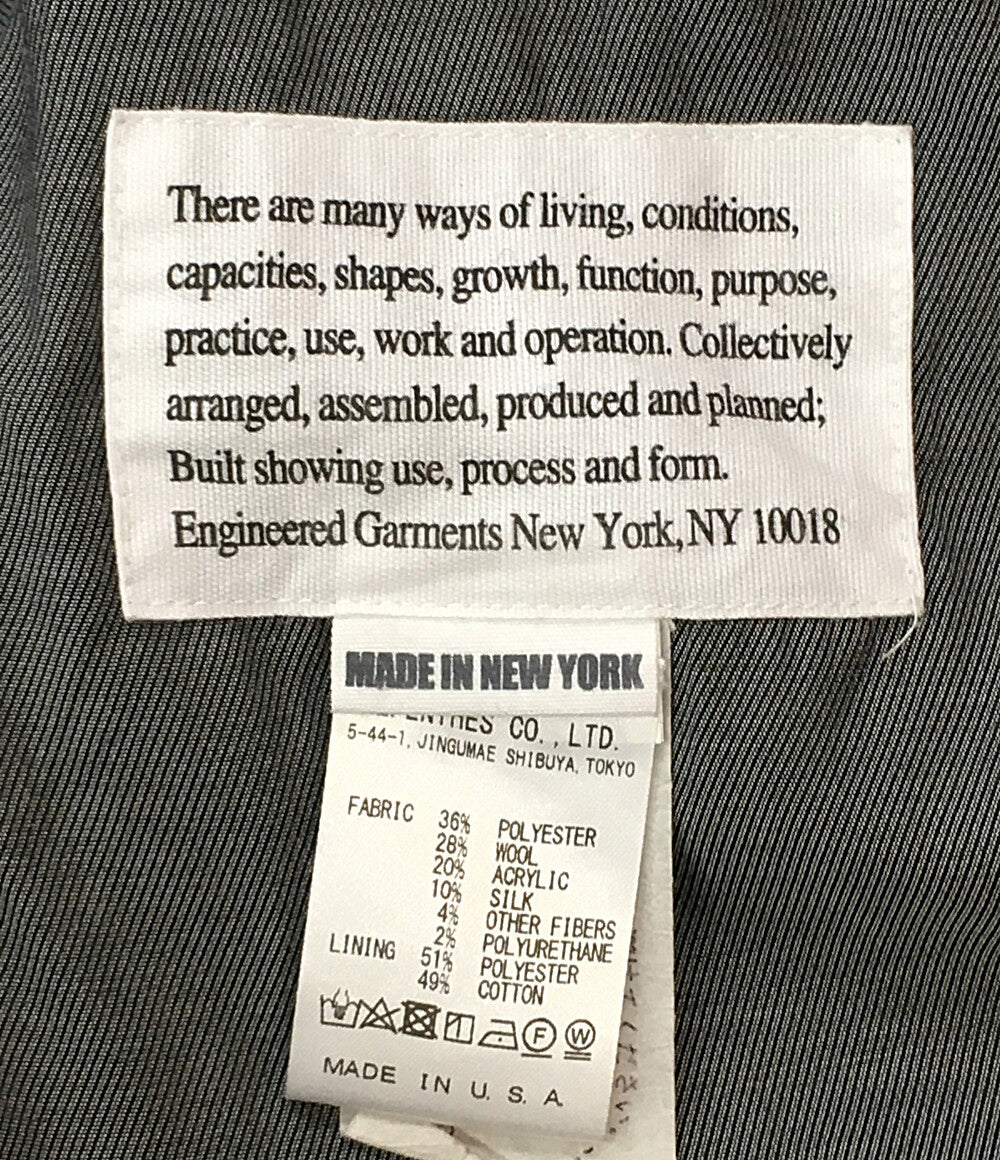 There are many ways of living, conditions,
capacities, shapes, growth, function, purpose,
practice, use, work and operation. Collectively
arranged, assembled, produced and planned;
Built showing use, process and form.
Engineered Garments New York, NY 10018
MADE IN NEW YORK
CO., LTD.
5-44-1, JINGUMAE SHIBUYA, TOKYO
FABRIC 36% POLYESTER
28% WOOL
20% ACRYLIC
10% SILK
4% OTHER FIBERS
2% POLYURETHANE
LINING 51% POLYESTER
49% COTTON
F W
MADE IN U. S. A